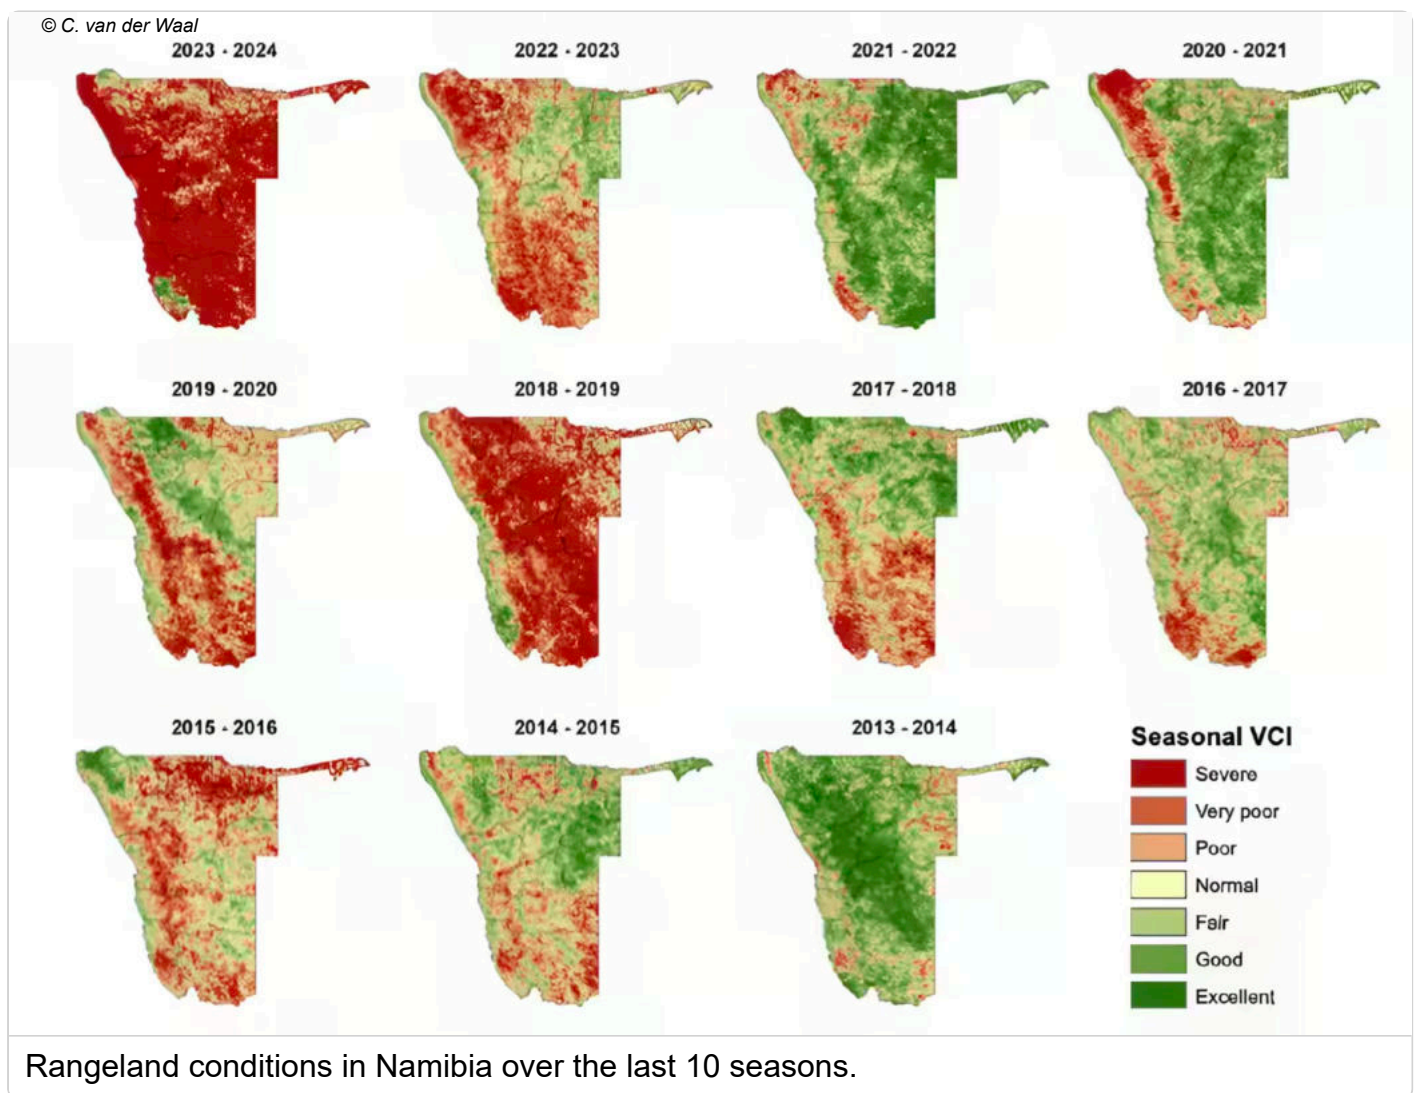 © C. van der Waal
2023 - 2024
2022 - 2023
2021 - 2022
2020 - 2021
2019 - 2020
2018 - 2019
2017 - 2018
2016 - 2017
2015 - 2016
2014 - 2015
2013 - 2014
Seasonal VCI
Severe
Very poor
Poor
Normal
Fair
Good
Excellent
Rangeland conditions in Namibia over the last 10 seasons.